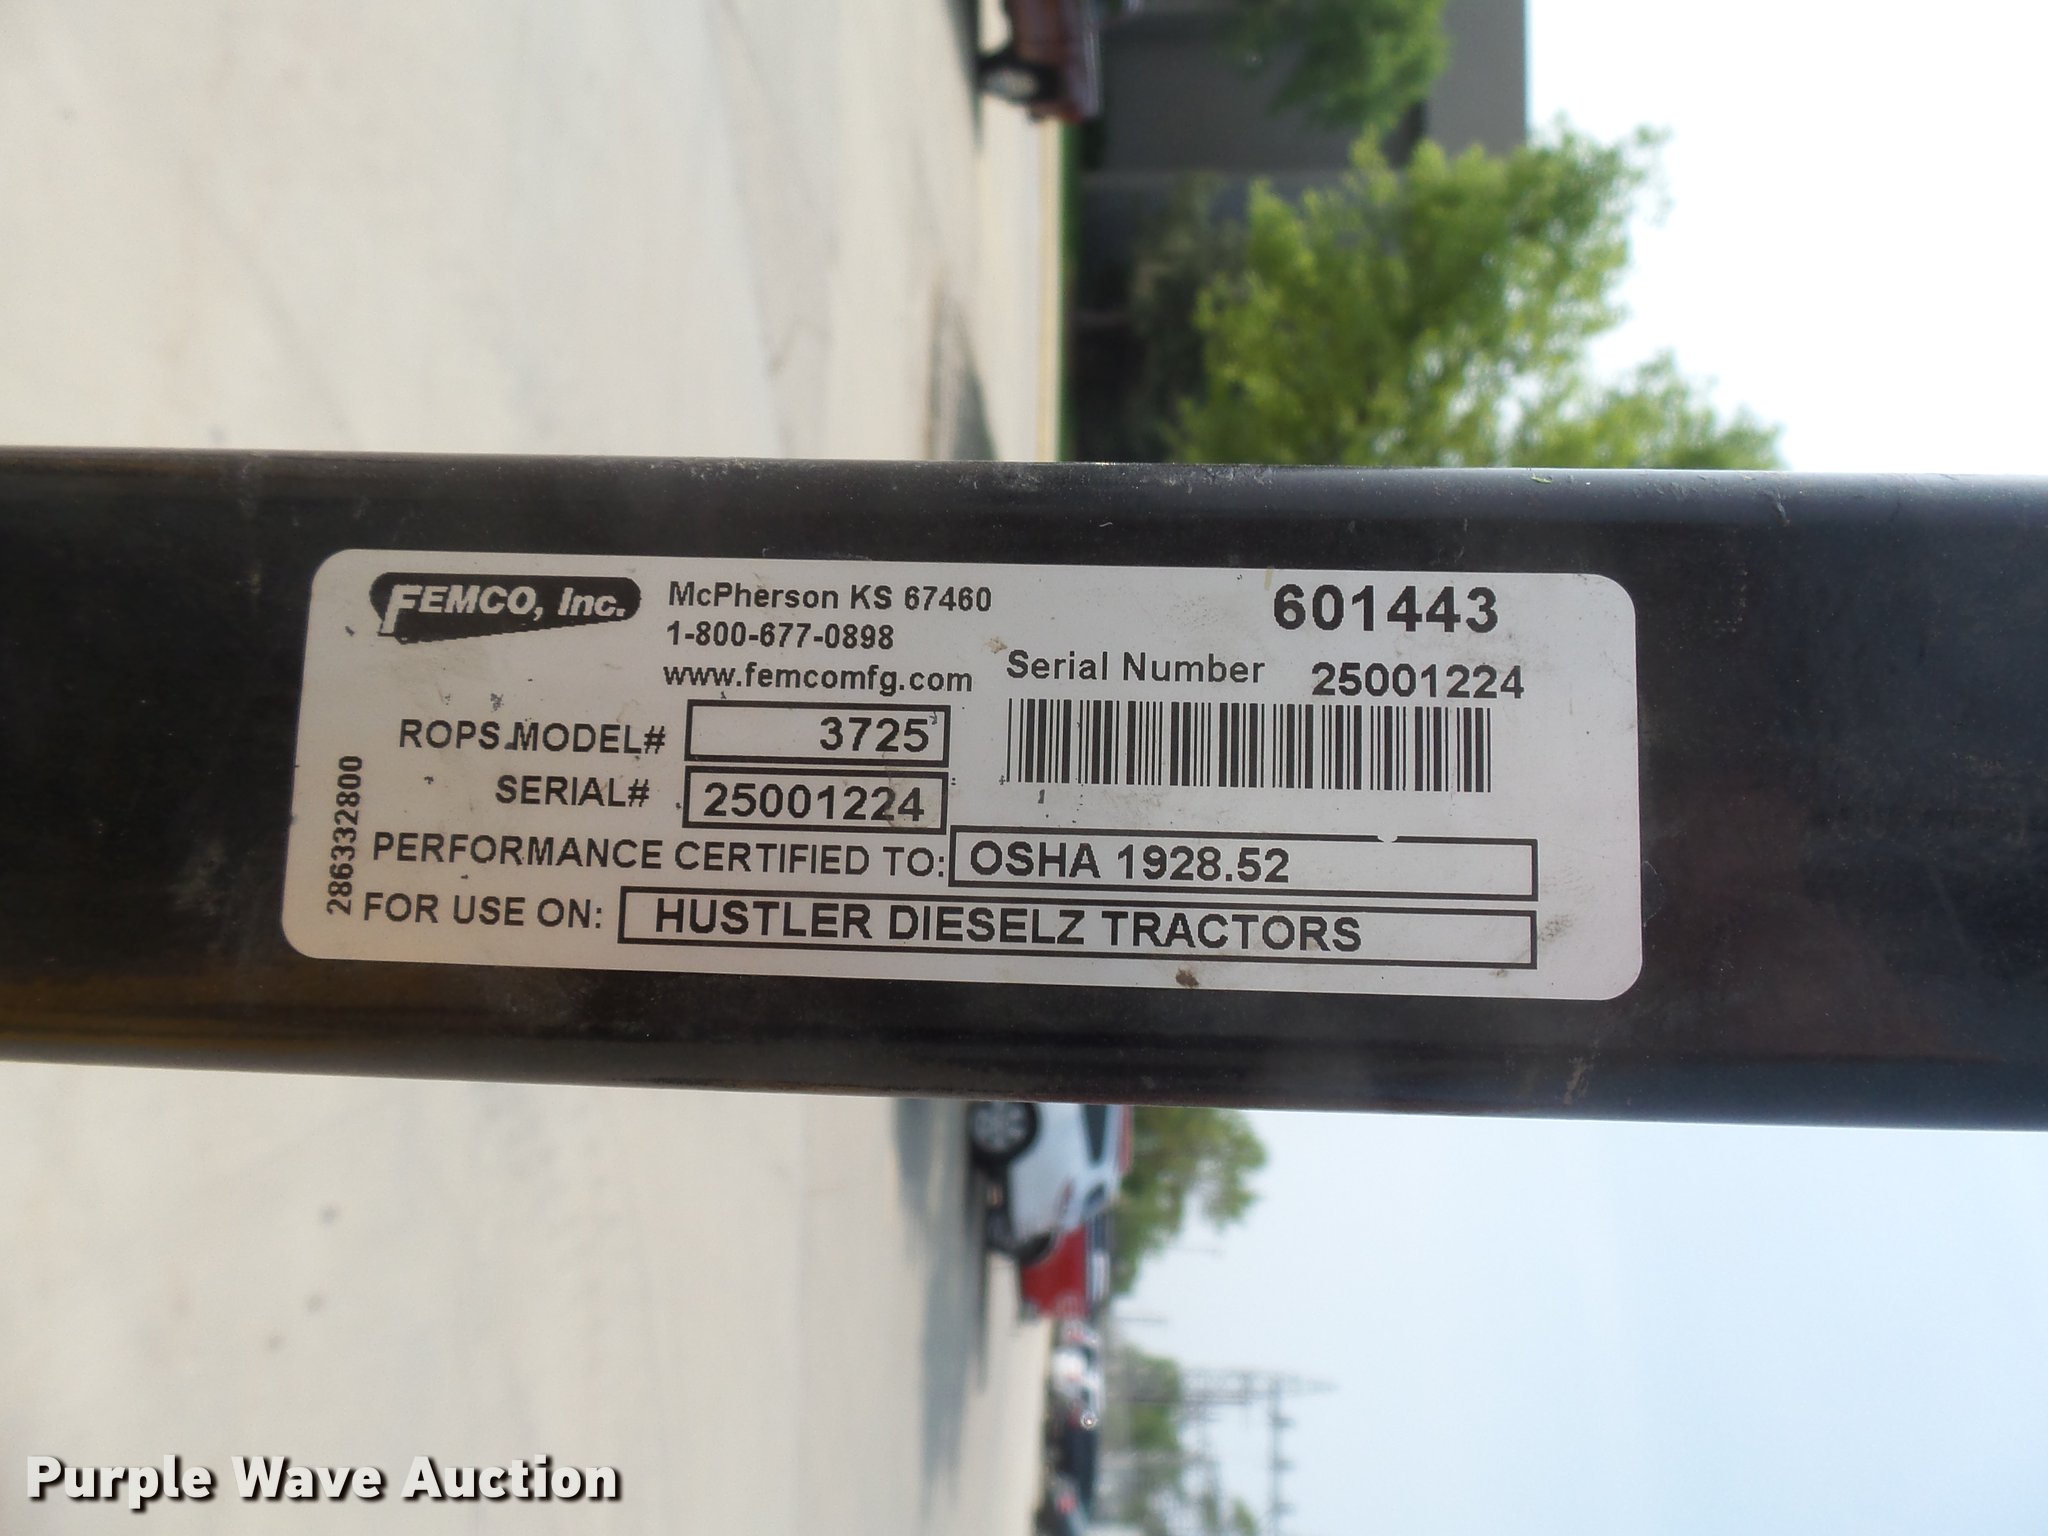 FEMCO, Inc.
McPherson KS 67460
1-800-677-0898
www.femcomfg.com
601443
Serial Number 25001224
ROPS MODEL# 3725
SERIAL# 25001224
PERFORMANCE CERTIFIED TO: OSHA 1928.52
FOR USE ON: HUSTLER DIESELZ TRACTORS
286332800
Purple Wave Auction